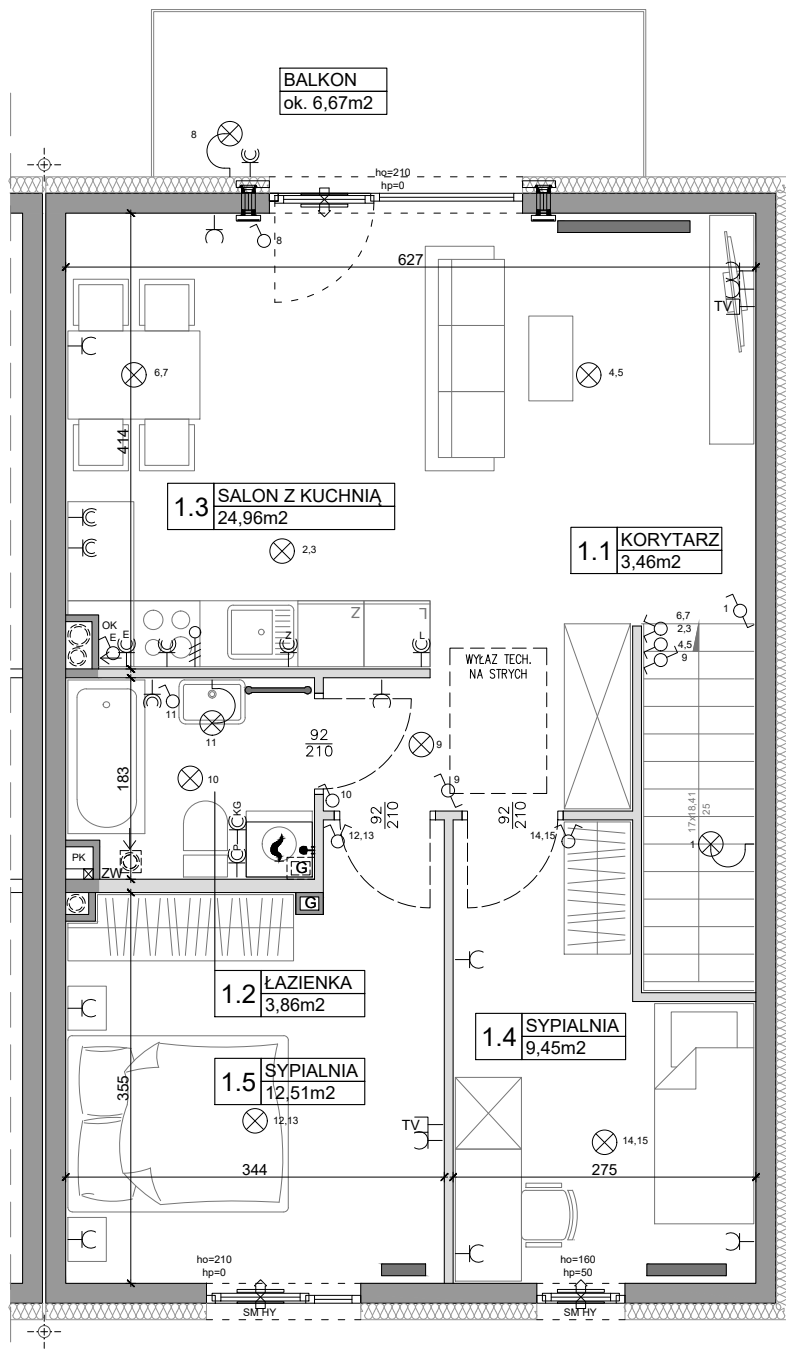 BALKON
ok. 6,67m2
8
ho=210
hp=0
8
627
TV
6,7
4,5
414
1.3 SALON Z KUCHNIĄ
24,96m2
1.1 KORYTARZ
3,46m2
2,3
1
OK
E
E
Z
L
Z
L
6,7
2,3
4,5
9
WYŁAZ TECH.
NA STRYCH
11
11
92
210
9
183
10
10
9
KG
P
92
210
92
210
12,13
14,15
17x18,41
25
1
PK
ZW
G
G
1.2 ŁAZIENKA
3,86m2
1.4 SYPIALNIA
9,45m2
1.5 SYPIALNIA
12,51m2
355
12,13
TV
14,15
344
275
ho=210
hp=0
ho=160
hp=50
SM HY
SM HY